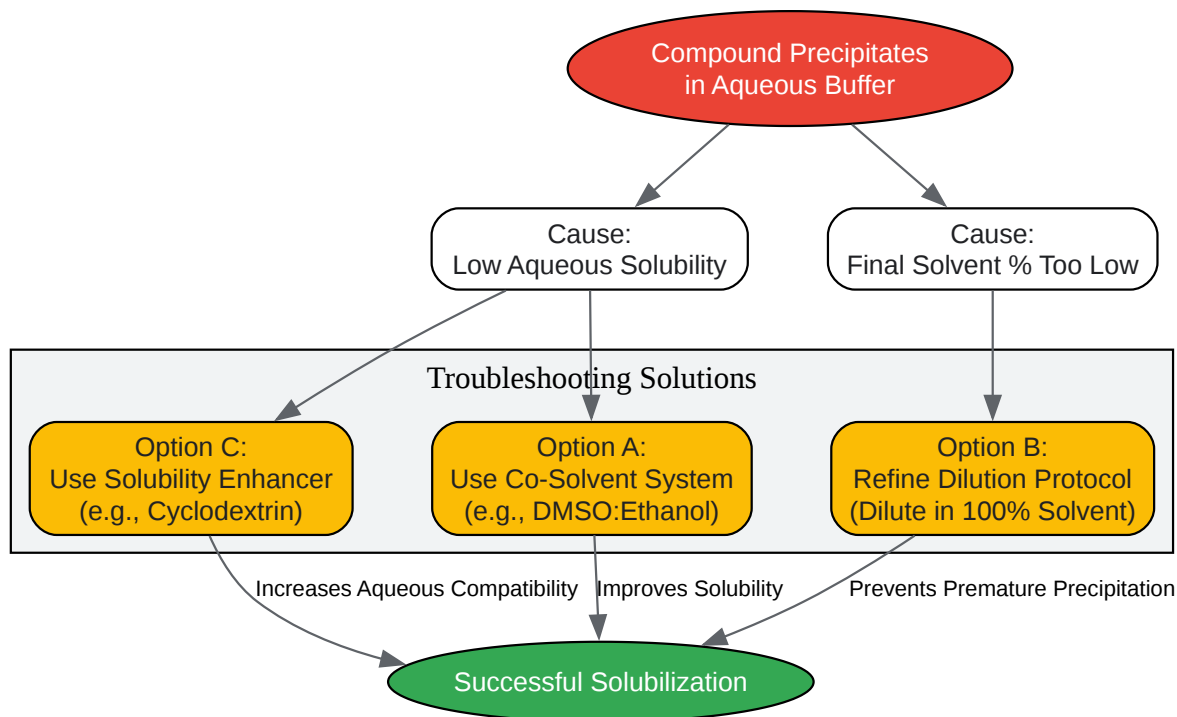 Compound Precipitates
in Aqueous Buffer
Cause:
Low Aqueous Solubility
Cause:
Final Solvent % Too Low
Troubleshooting Solutions
Option C:
Use Solubility Enhancer
(e.g., Cyclodextrin)
Option A:
Use Co-Solvent System
(e.g., DMSO:Ethanol)
Option B:
Refine Dilution Protocol
(Dilute in 100% Solvent)
Increases Aqueous Compatibility
Improves Solubility
Prevents Premature Precipitation
Successful Solubilization